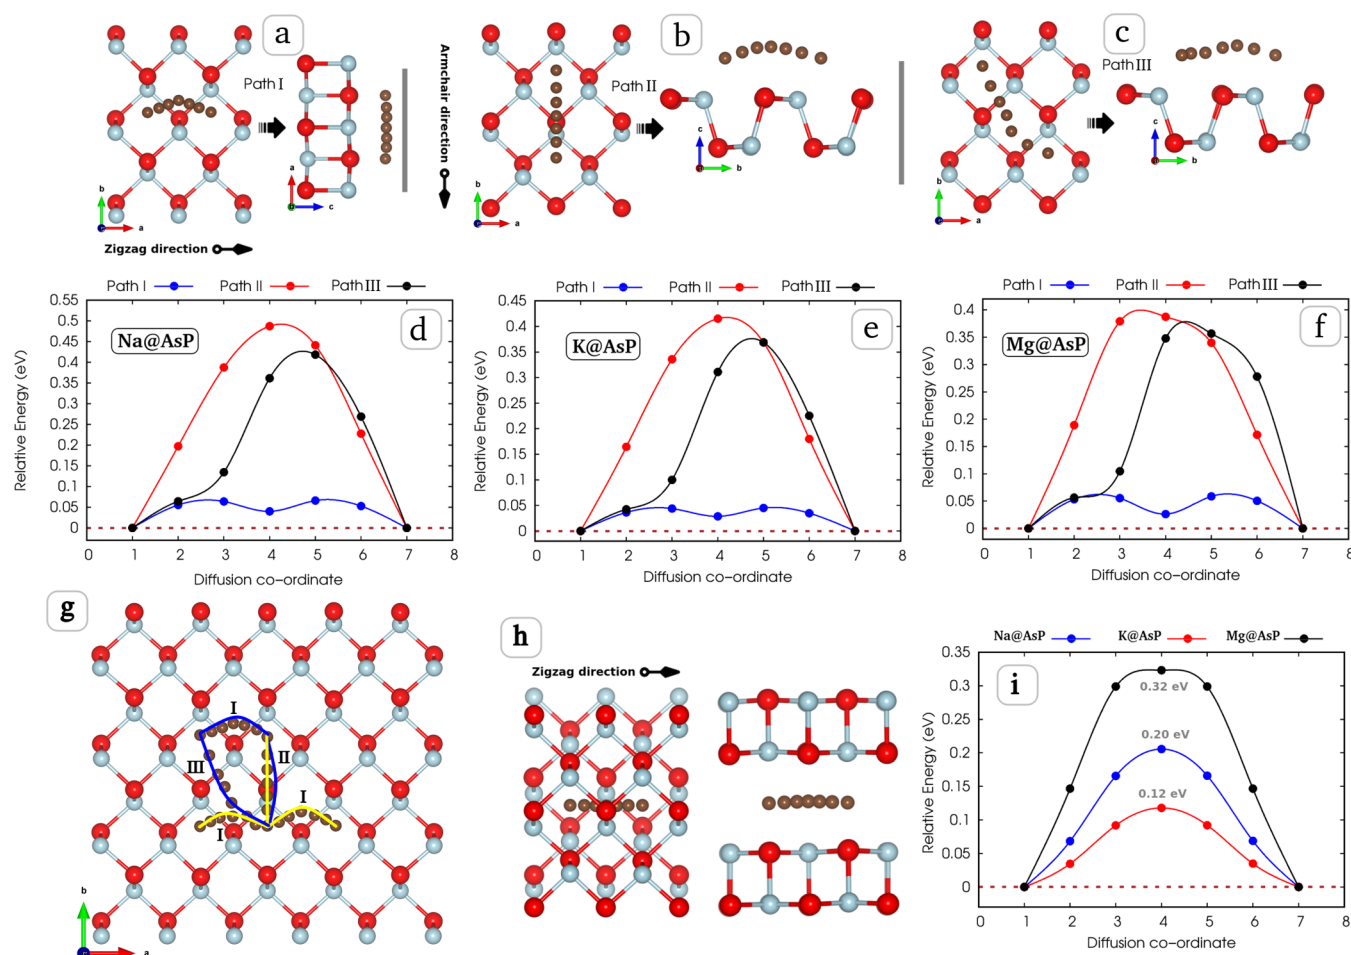 a
Path I
b
a
a
c
Zigzag direction
Armchair direction
b
Path II
b
a
c
b
c
Path III
b
a
c
b
Path I
Path II
Path III
d
Na@AsP
Relative Energy (eV)
0.55
0.5
0.45
0.4
0.35
0.3
0.25
0.2
0.15
0.1
0.05
0
0 1 2 3 4 5 6 7 8
Diffusion co-ordinate
Path I
Path II
Path III
e
K@AsP
Relative Energy (eV)
0.45
0.4
0.35
0.3
0.25
0.2
0.15
0.1
0.05
0
0 1 2 3 4 5 6 7 8
Diffusion co-ordinate
Path I
Path II
Path III
f
Mg@AsP
Relative Energy (eV)
0.4
0.35
0.3
0.25
0.2
0.15
0.1
0.05
0
0 1 2 3 4 5 6 7 8
Diffusion co-ordinate
g
I
II
III
I
I
b
a
h
Zigzag direction
Na@AsP
K@AsP
Mg@AsP
i
Relative Energy (eV)
0.35
0.3
0.25
0.2
0.15
0.1
0.05
0
0.32 eV
0.20 eV
0.12 eV
0 1 2 3 4 5 6 7 8
Diffusion co-ordinate